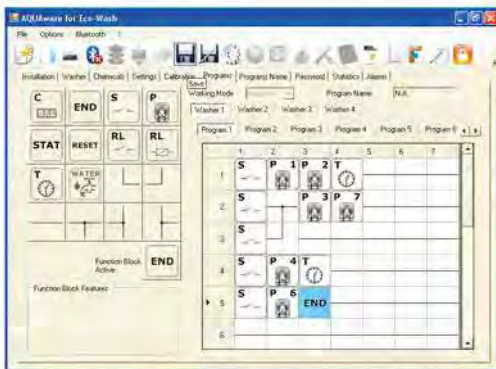 AQUAware for Eco-Wash
File Options Bluetooth ?
Installation Washer Chemicals Settings Calibration Programs Programs Name Password Statistics Alarms
Save
Working Mode Program Name N.A.
Washer 1 Washer 2 Washer 3 Washer 4
Program 1 Program 2 Program 3 Program 4 Program 5 Program 6
C END S P
STAT RESET RL RL
T WATER
Function Block Active END
Function Block Features
1 2 3 4 5 6 7
1 S P 1 P 2 T
2 S P 3 P 7
3 S
4 S P 4 T
5 S P 6 END
6